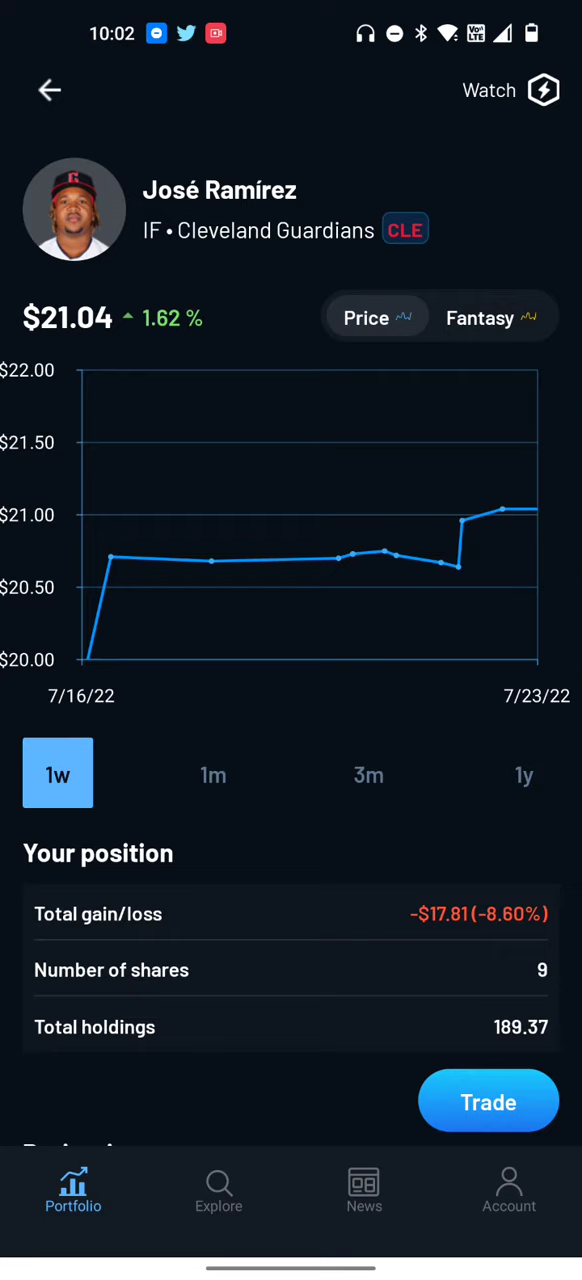 10:02
Watch
José Ramírez
IF • Cleveland Guardians CLE
$21.04 1.62 %
Price Fantasy
$22.00
$21.50
$21.00
$20.50
$20.00
7/16/22 7/23/22
1w 1m 3m 1y
Your position
Total gain/loss -$17.81(-8.60%)
Number of shares 9
Total holdings 189.37
Trade
Portfolio Explore News Account